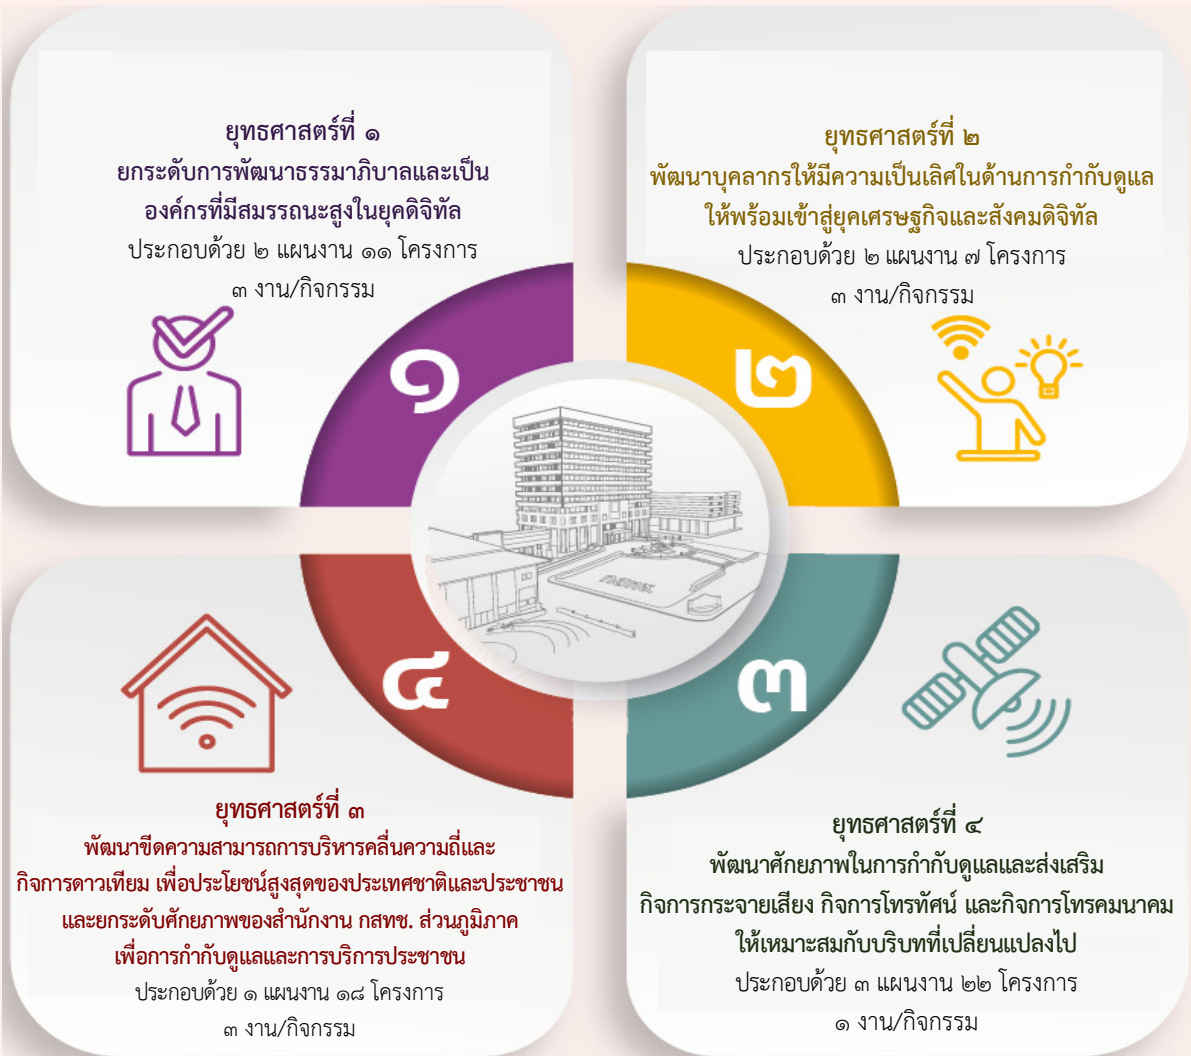 ยุทธศาสตร์ที่ ๑
ยกระดับการพัฒนาธรรมาภิบาลและเป็น
องค์กรที่มีสมรรถนะสูงในยุคดิจิทัล
ประกอบด้วย ๒ แผนงาน ๑๑ โครงการ
๓ งาน/กิจกรรม
๑
ยุทธศาสตร์ที่ ๒
พัฒนาบุคลากรให้มีความเป็นเลิศในด้านการกำกับดูแล
ให้พร้อมเข้าสู่ยุคเศรษฐกิจและสังคมดิจิทัล
ประกอบด้วย ๒ แผนงาน ๗ โครงการ
๓ งาน/กิจกรรม
๒
กสทช.
๔
ยุทธศาสตร์ที่ ๓
พัฒนาขีดความสามารถการบริหารคลื่นความถี่และ
กิจการดาวเทียม เพื่อประโยชน์สูงสุดของประเทศชาติและประชาชน
และยกระดับศักยภาพของสำนักงาน กสทช. ส่วนภูมิภาค
เพื่อการกำกับดูแลและการบริการประชาชน
ประกอบด้วย ๑ แผนงาน ๑๘ โครงการ
๓ งาน/กิจกรรม
๓
ยุทธศาสตร์ที่ ๔
พัฒนาศักยภาพในการกำกับดูแลและส่งเสริม
กิจการกระจายเสียง กิจการโทรทัศน์ และกิจการโทรคมนาคม
ให้เหมาะสมกับบริบทที่เปลี่ยนแปลงไป
ประกอบด้วย ๓ แผนงาน ๒๒ โครงการ
๑ งาน/กิจกรรม